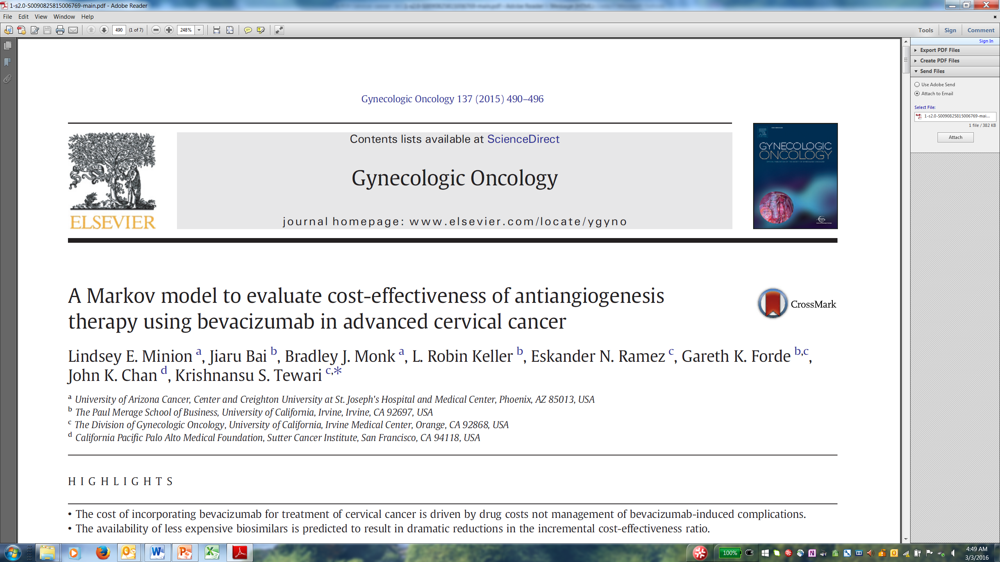 1-s2.0-S0090825815006769-main.pdf - Adobe Reader
File Edit View Window Help
490 (1 of 7) 248% Tools Sign Comment
Sign In
Export PDF Files
Create PDF Files
Send Files
Use Adobe Send
Attach to Email
Select File:
1-s2.0-S0090825815006769-mai...
1 file / 382 KB
Attach
Gynecologic Oncology 137 (2015) 490–496
Contents lists available at ScienceDirect
Gynecologic Oncology
journal homepage: www.elsevier.com/locate/ygyno
NON SOLUS
ELSEVIER
GYNECOLOGIC
ONCOLOGY
A Markov model to evaluate cost-effectiveness of antiangiogenesis
therapy using bevacizumab in advanced cervical cancer
CrossMark
Lindsey E. Minion a, Jiaru Bai b, Bradley J. Monk a, L. Robin Keller b, Eskander N. Ramez c, Gareth K. Forde b,c,
John K. Chan d, Krishnansu S. Tewari c,*
a University of Arizona Cancer, Center and Creighton University at St. Joseph's Hospital and Medical Center, Phoenix, AZ 85013, USA
b The Paul Merage School of Business, University of California, Irvine, Irvine, CA 92697, USA
c The Division of Gynecologic Oncology, University of California, Irvine Medical Center, Orange, CA 92868, USA
d California Pacific Palo Alto Medical Foundation, Sutter Cancer Institute, San Francisco, CA 94118, USA
HIGHLIGHTS
• The cost of incorporating bevacizumab for treatment of cervical cancer is driven by drug costs not management of bevacizumab-induced complications.
• The availability of less expensive biosimilars is predicted to result in dramatic reductions in the incremental cost-effectiveness ratio.
100%
4:49 AM
3/3/2016